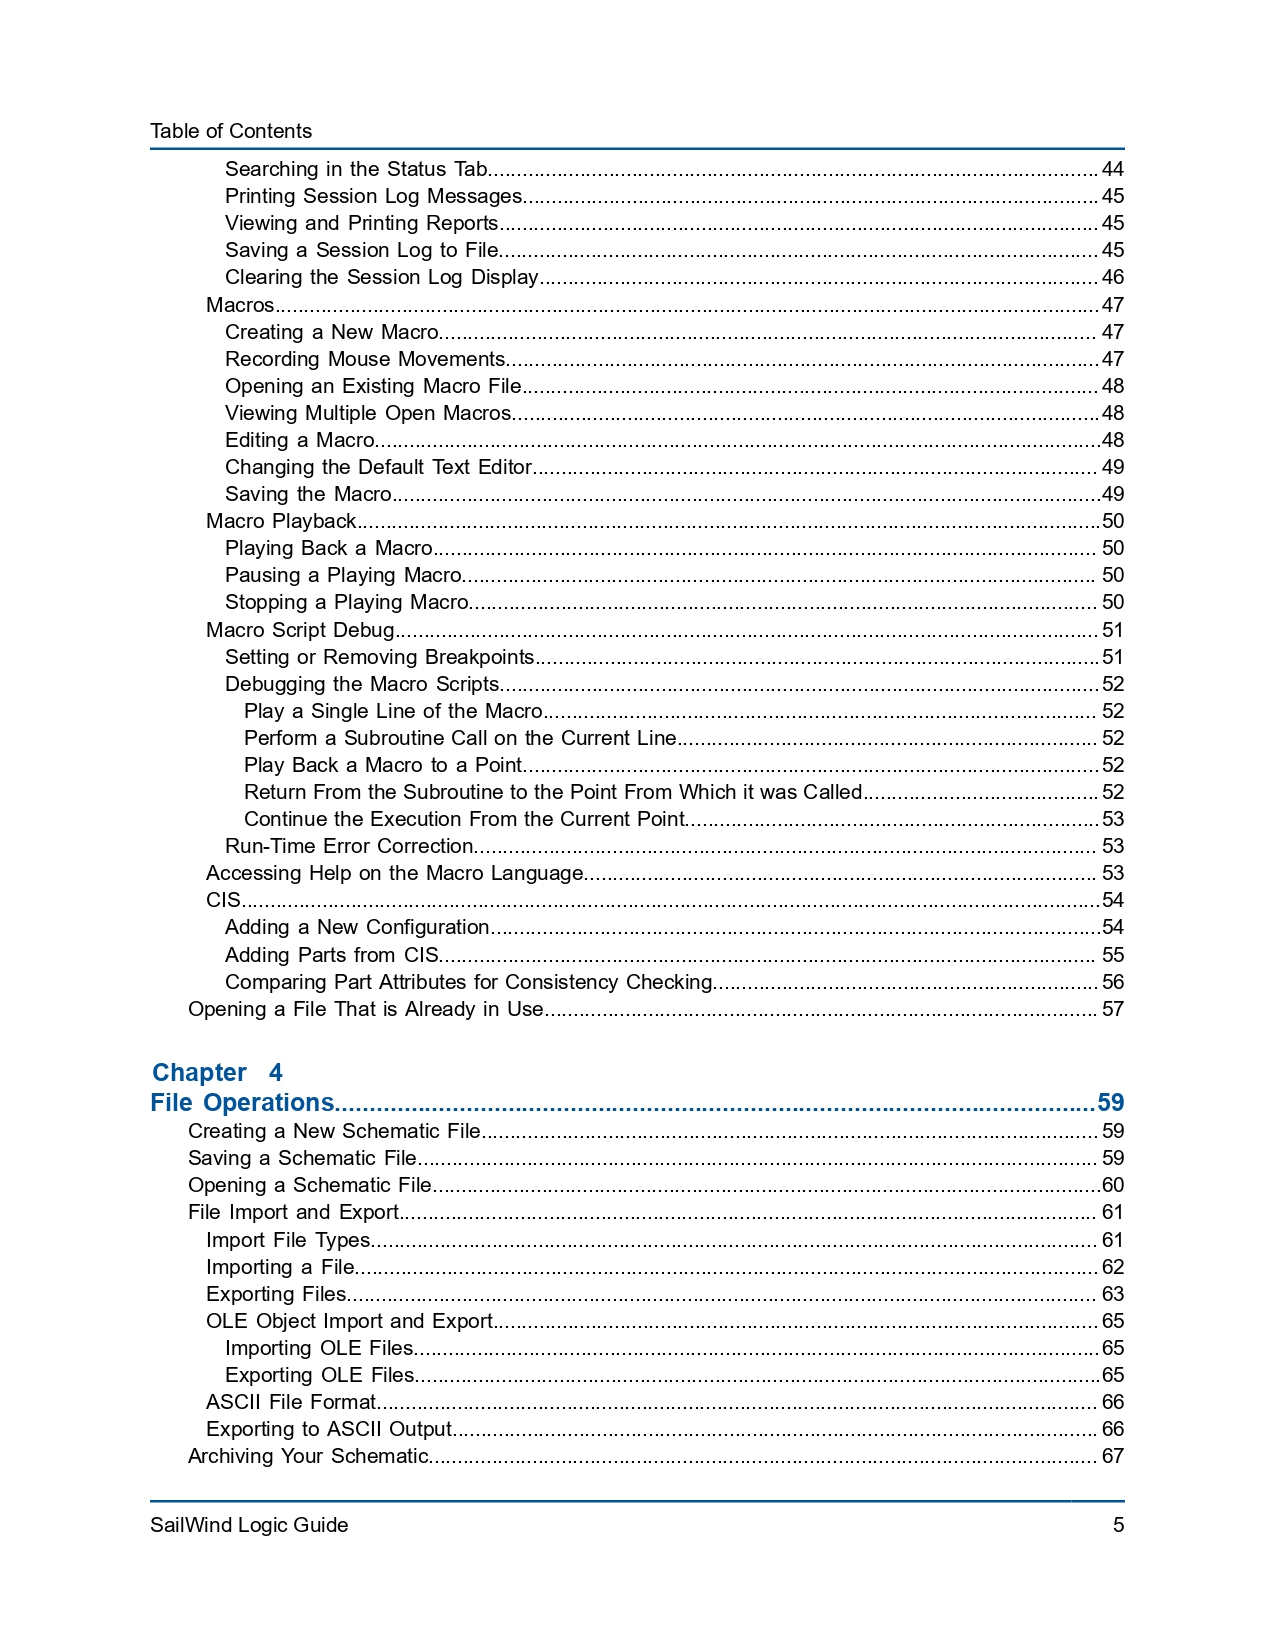 Table of Contents
Searching in the Status Tab 44
Printing Session Log Messages 45
Viewing and Printing Reports 45
Saving a Session Log to File 45
Clearing the Session Log Display 46
Macros 47
Creating a New Macro 47
Recording Mouse Movements 47
Opening an Existing Macro File 48
Viewing Multiple Open Macros 48
Editing a Macro 48
Changing the Default Text Editor 49
Saving the Macro 49
Macro Playback 50
Playing Back a Macro 50
Pausing a Playing Macro 50
Stopping a Playing Macro 50
Macro Script Debug 51
Setting or Removing Breakpoints 51
Debugging the Macro Scripts 52
Play a Single Line of the Macro 52
Perform a Subroutine Call on the Current Line 52
Play Back a Macro to a Point 52
Return From the Subroutine to the Point From Which it was Called 52
Continue the Execution From the Current Point 53
Run-Time Error Correction 53
Accessing Help on the Macro Language 53
CIS 54
Adding a New Configuration 54
Adding Parts from CIS 55
Comparing Part Attributes for Consistency Checking 56
Opening a File That is Already in Use 57
Chapter 4
File Operations 59
Creating a New Schematic File 59
Saving a Schematic File 59
Opening a Schematic File 60
File Import and Export 61
Import File Types 61
Importing a File 62
Exporting Files 63
OLE Object Import and Export 65
Importing OLE Files 65
Exporting OLE Files 65
ASCII File Format 66
Exporting to ASCII Output 66
Archiving Your Schematic 67
SailWind Logic Guide 5